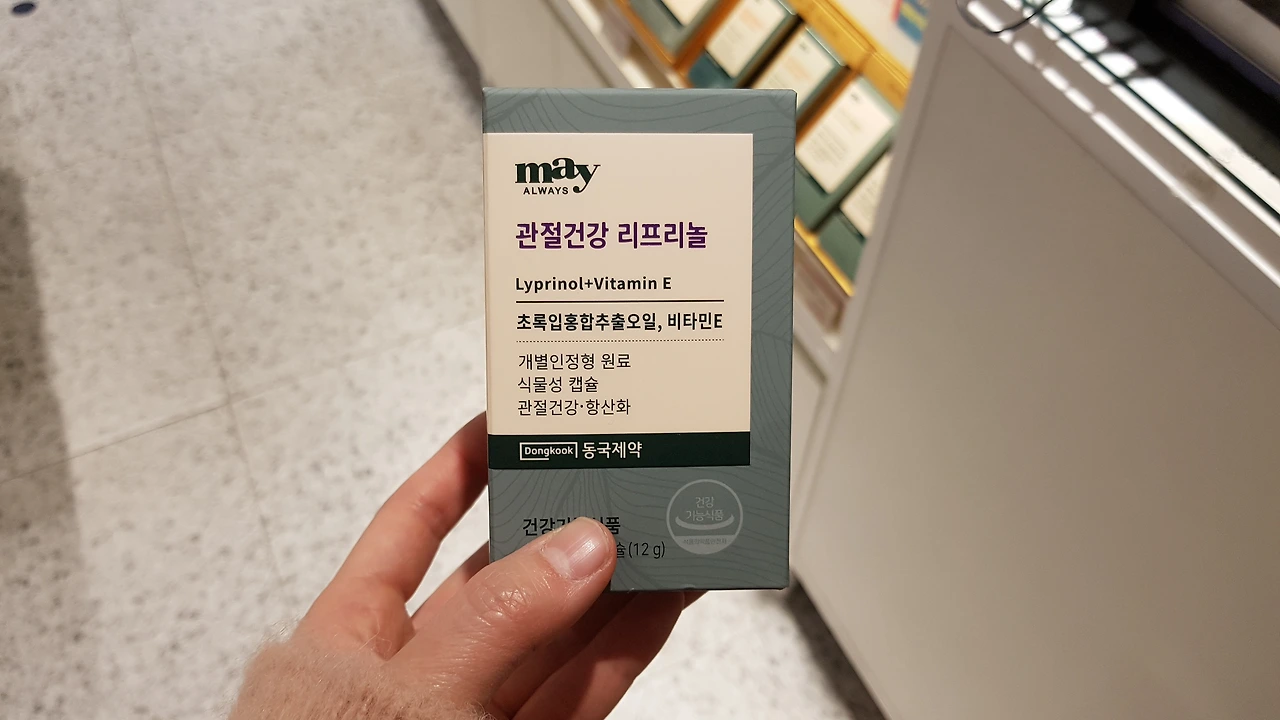 may
ALWAYS
관절건강 리프리놀
Lyprinol+Vitamin E
초록입홍합추출오일, 비타민E
개별인정형 원료
식물성 캡슐
관절건강·항산화
Dongkook 동국제약
건강
기능식품
(12 g)